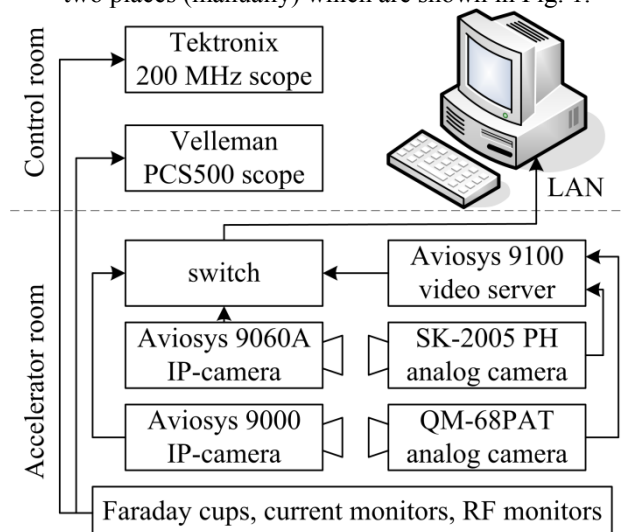 two places (manually) which are shown in Fig. 1.
Control room
Tektronix
200 MHz scope
Velleman
PCS500 scope
LAN
Accelerator room
switch
Aviosys 9100
video server
Aviosys 9060A
IP-camera
SK-2005 PH
analog camera
Aviosys 9000
IP-camera
QM-68PAT
analog camera
Faraday cups, current monitors, RF monitors